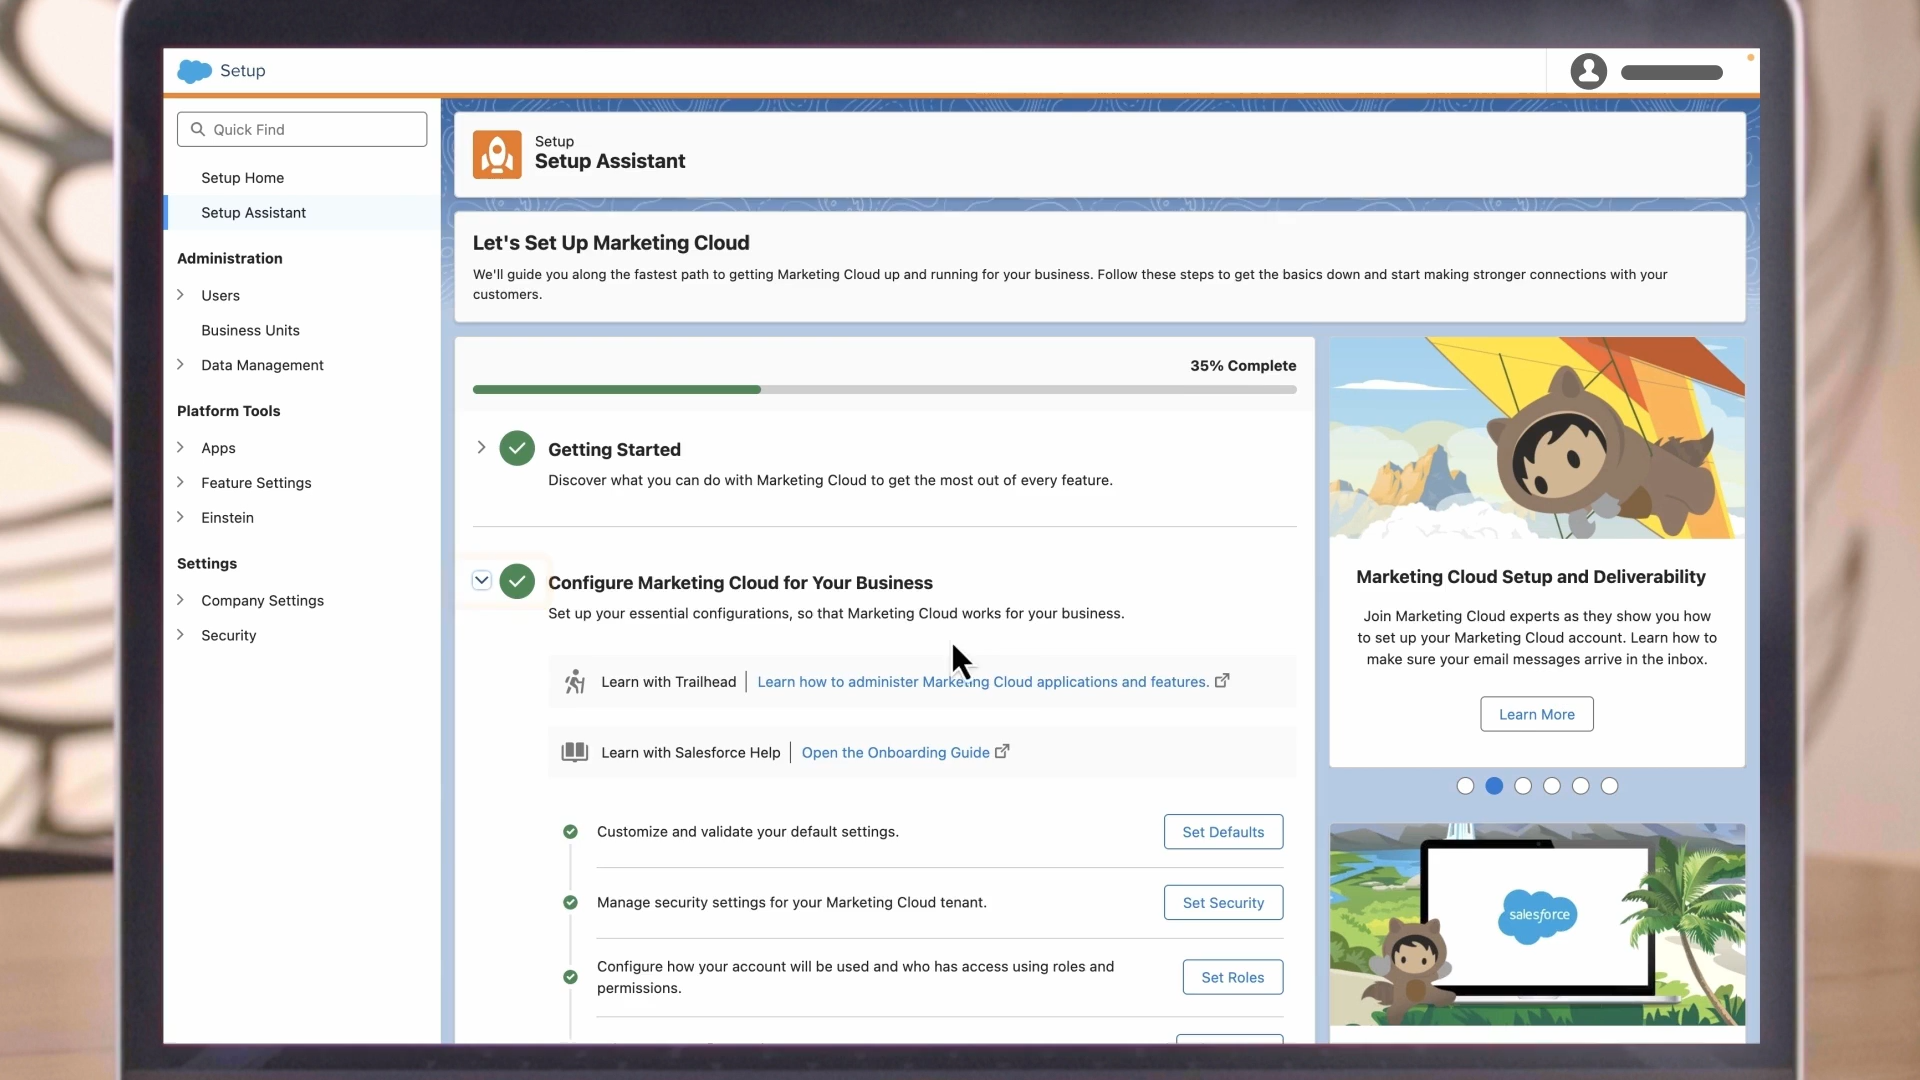 Setup
Quick Find
Setup Home
Setup Assistant
Administration
Users
Business Units
Data Management
Platform Tools
Apps
Feature Settings
Einstein
Settings
Company Settings
Security
Setup
Setup Assistant
Let's Set Up Marketing Cloud
We'll guide you along the fastest path to getting Marketing Cloud up and running for your business. Follow these steps to get the basics down and start making stronger connections with your
customers.
35% Complete
Getting Started
Discover what you can do with Marketing Cloud to get the most out of every feature.
Configure Marketing Cloud for Your Business
Set up your essential configurations, so that Marketing Cloud works for your business.
Learn with Trailhead | Learn how to administer Marketing Cloud applications and features.
Learn with Salesforce Help | Open the Onboarding Guide
Customize and validate your default settings.
Set Defaults
Manage security settings for your Marketing Cloud tenant.
Set Security
Configure how your account will be used and who has access using roles and
permissions.
Set Roles
Marketing Cloud Setup and Deliverability
Join Marketing Cloud experts as they show you how
to set up your Marketing Cloud account. Learn how to
make sure your email messages arrive in the inbox.
Learn More
salesforce